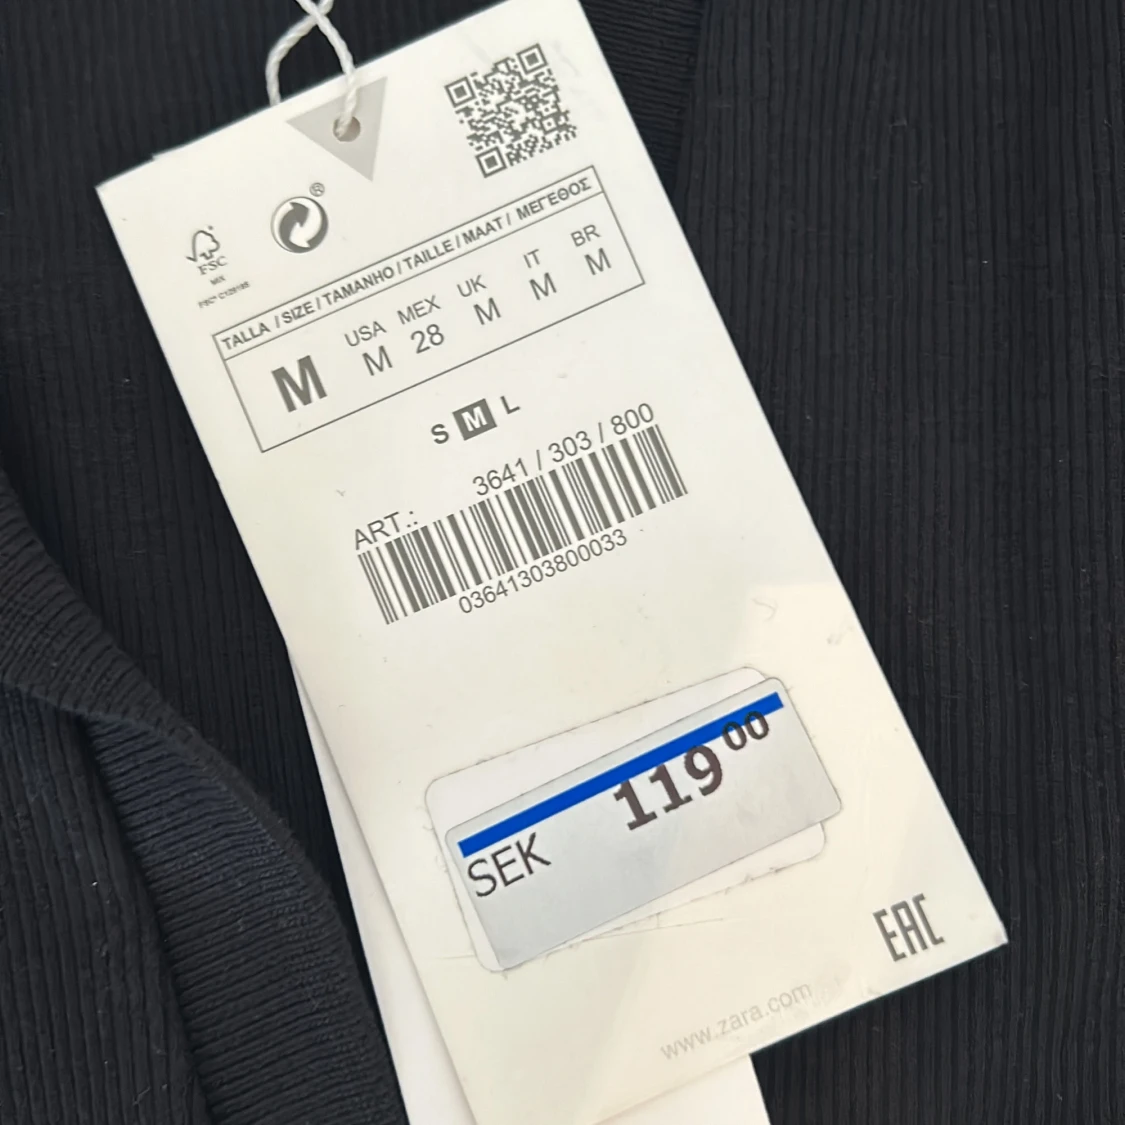 ®
FSC
MIX
TALLA / SIZE / TAMANHO / TAILLE / MAAT / ΜΕΓΕΘΟΣ
M USA MEX UK IT BR
M 28 M M M
S M L
ART.: 3641 / 303 / 800
03641303800033
119 00
SEK
EAC
www.zara.com